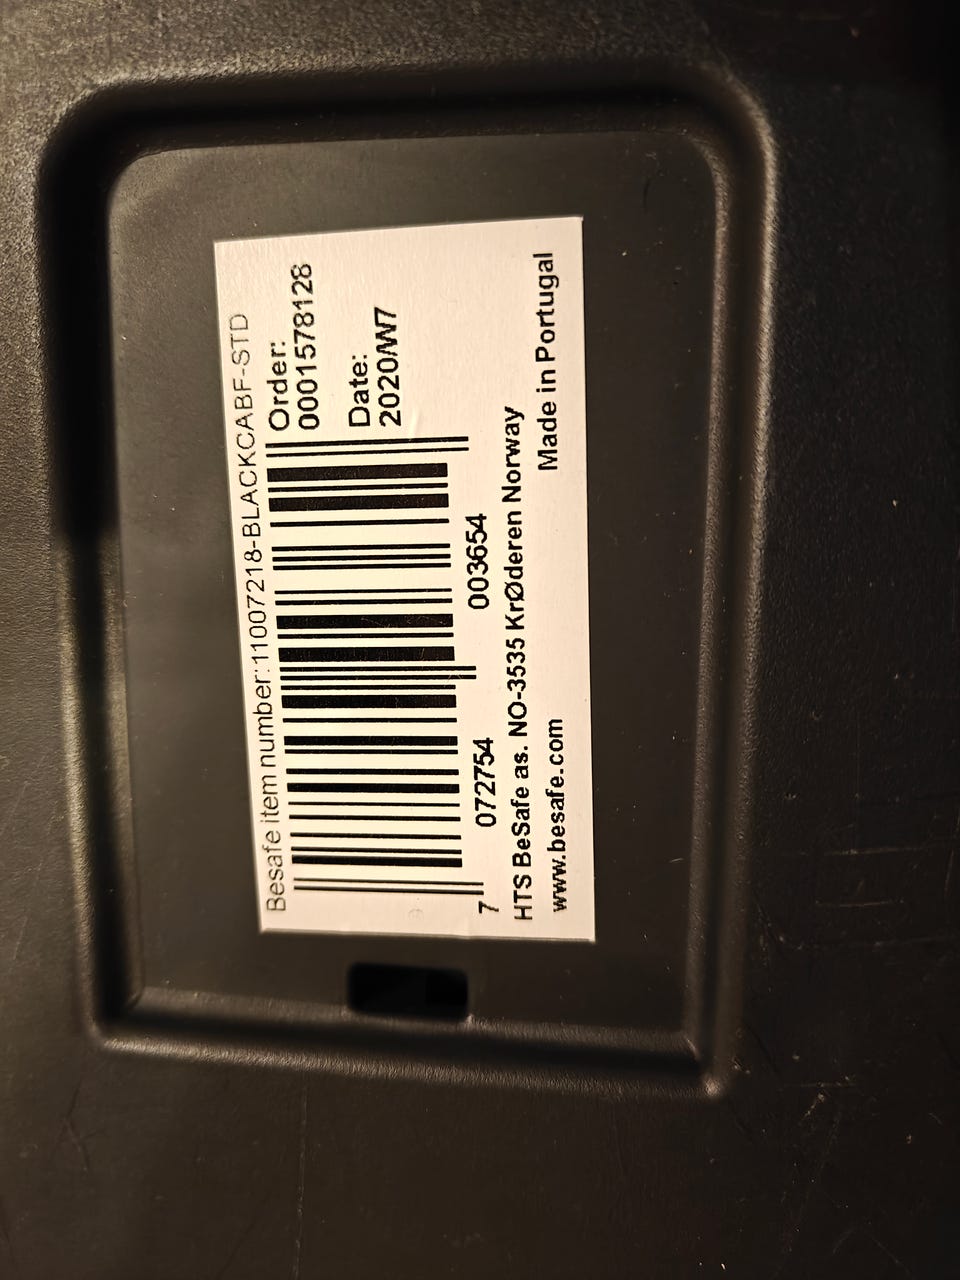 Besafe item number:11007218-BLACKCABF-STD
Order:
0001578128
Date:
2020/W7
7 072754 003654
HTS BeSafe as. NO-3535 KrØderen Norway
www.besafe.com Made in Portugal